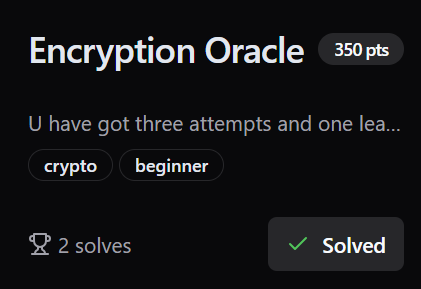 Encryption Oracle 350 pts
U have got three attempts and one lea...
crypto beginner
2 solves Solved